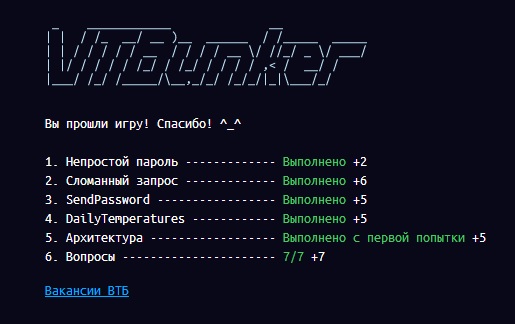 Вы прошли игру! Спасибо! ^_^
1. Непростой пароль ------------- Выполнено +2
2. Сломанный запрос ------------- Выполнено +6
3. SendPassword ----------------- Выполнено +5
4. DailyTemperatures ------------ Выполнено +5
5. Архитектура ------------------ Выполнено с первой попытки +5
6. Вопросы ---------------------- 7/7 +7
Вакансии ВТБ